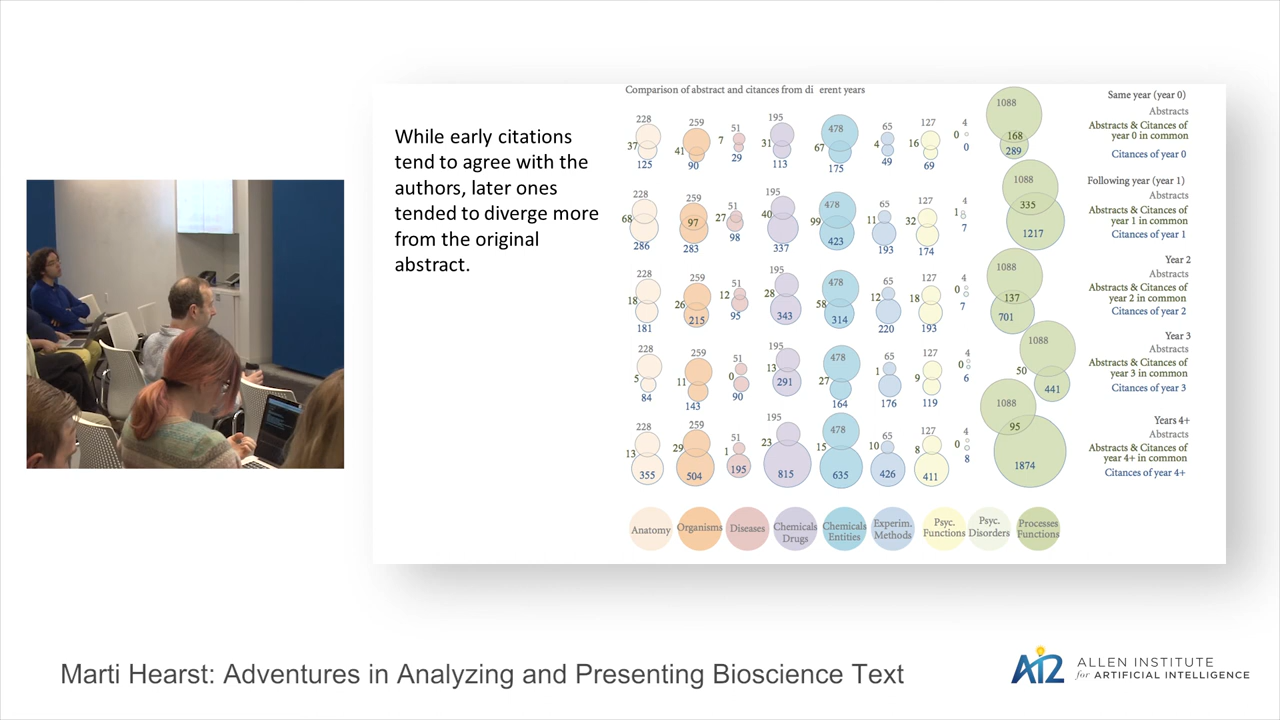 Comparison of abstract and citances from di erent years
While early citations
tend to agree with the
authors, later ones
tended to diverge more
from the original
abstract.
228 259 51 195 478 65 127 4 1088
37 41 7 31 67 4 16 0 168
125 90 29 113 175 49 69 0 289
Same year (year 0)
Abstracts
Abstracts & Citances of
year 0 in common
Citances of year 0
228 259 51 195 478 65 127 4 1088
68 97 27 40 99 11 32 1 335
286 283 98 337 423 193 174 7 1217
Following year (year 1)
Abstracts
Abstracts & Citances of
year 1 in common
Citances of year 1
228 259 51 195 478 65 127 4 1088
18 26 12 28 58 12 18 0 137
181 215 95 343 314 220 193 7 701
Year 2
Abstracts
Abstracts & Citances of
year 2 in common
Citances of year 2
228 259 51 195 478 65 127 4 1088
5 11 0 13 27 1 9 0 50
84 143 90 291 164 176 119 6 441
Year 3
Abstracts
Abstracts & Citances of
year 3 in common
Citances of year 3
228 259 51 195 478 65 127 4 1088
13 29 1 23 15 10 8 0 95
355 504 195 815 635 426 411 8 1874
Years 4+
Abstracts
Abstracts & Citances of
year 4+ in common
Citances of year 4+
Anatomy
Organisms
Diseases
Chemicals
Drugs
Chemicals
Entities
Experim.
Methods
Psyc.
Functions
Psyc.
Disorders
Processes
Functions
Marti Hearst: Adventures in Analyzing and Presenting Bioscience Text
AI2
ALLEN INSTITUTE
for ARTIFICIAL INTELLIGENCE